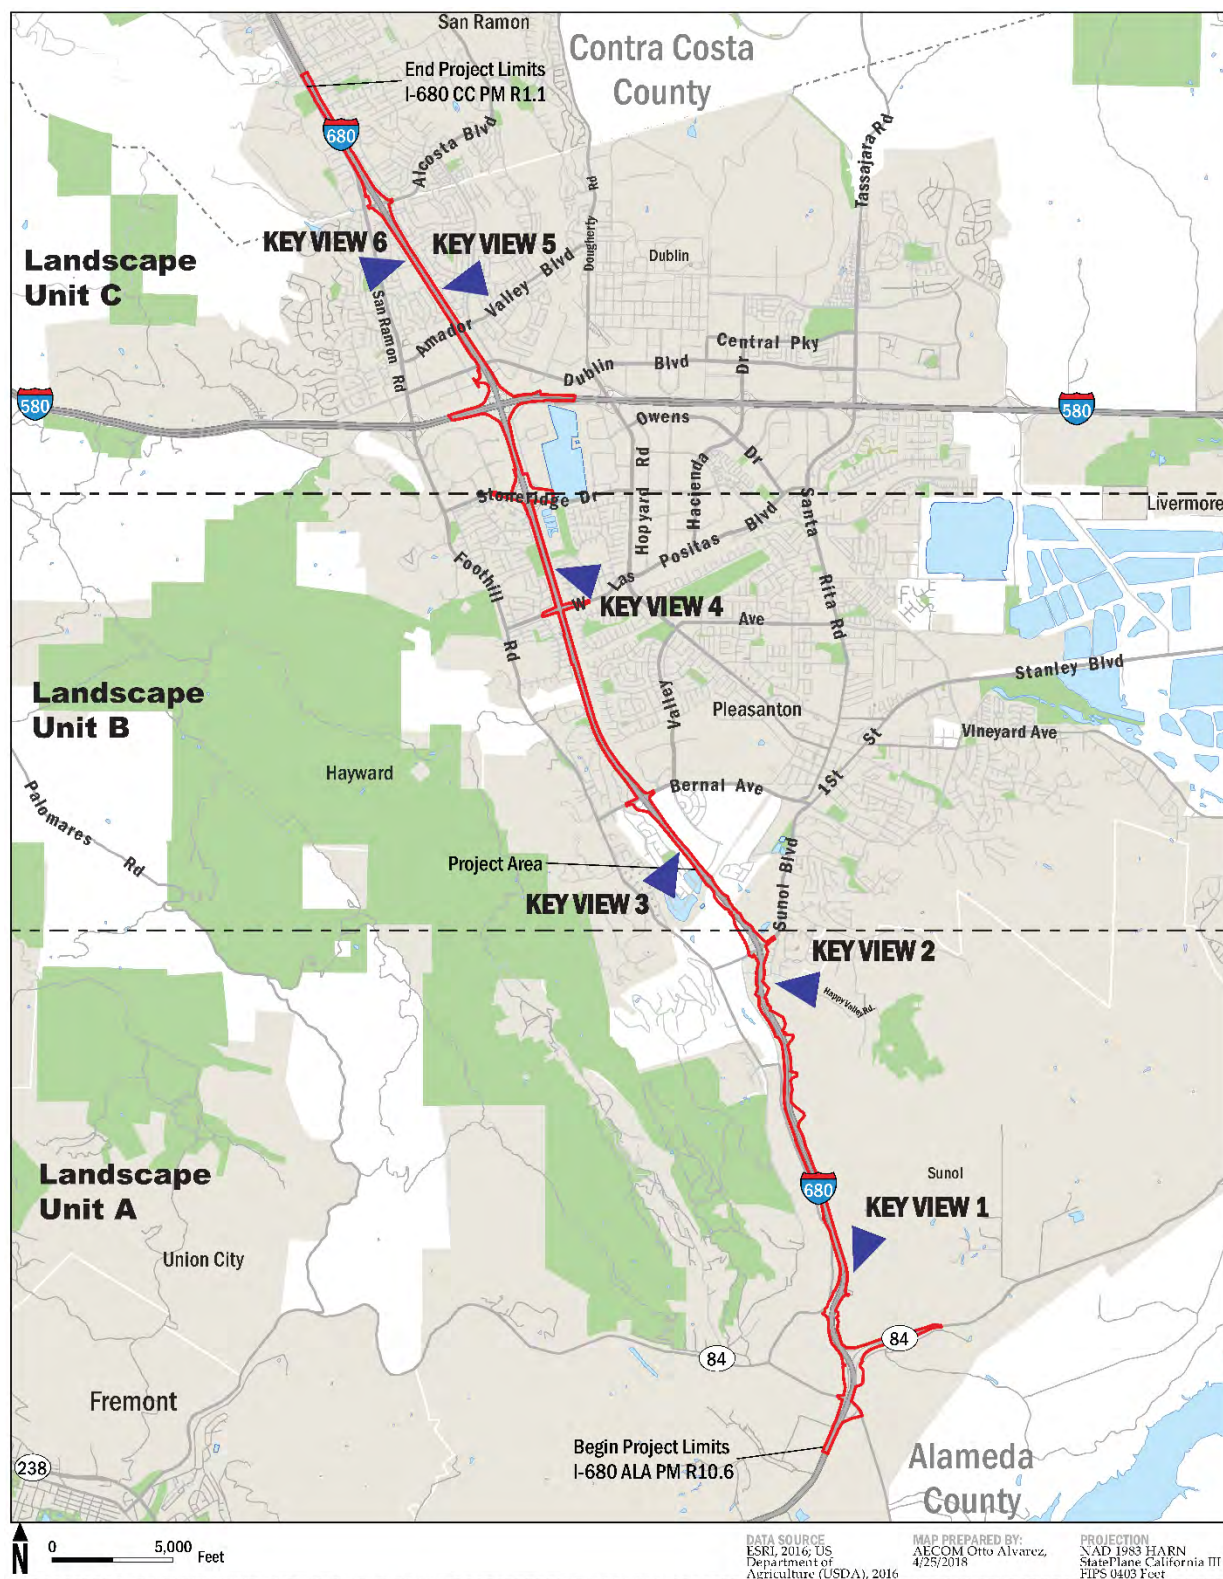 San Ramon
Contra Costa
County
End Project Limits
I-680 CC PM R1.1
680
Alcosta Blvd
Tassajara Rd
Dougherty Rd
KEY VIEW 6
KEY VIEW 5
Dublin
Landscape
Unit C
San Ramon Rd
Amador Valley Blvd
Central Pky
Dublin Blvd
Dr
580
580
Owens Dr
Hopyard Rd
Hacienda
Stoneridge Dr
Livermore
Santa Rita Rd
W Las Positas Blvd
Foothill Rd
KEY VIEW 4
Ave
Stanley Blvd
Landscape
Unit B
Valley
Pleasanton
Vineyard Ave
1St St
Hayward
Bernal Ave
Palomares Rd
Project Area
Sunol Blvd
KEY VIEW 3
KEY VIEW 2
Happy Valley Rd.
Landscape
Unit A
Sunol
680
KEY VIEW 1
Union City
84
84
Fremont
Begin Project Limits
I-680 ALA PM R10.6
Alameda
County
238
N
0 5,000 Feet
DATA SOURCE
ESRI, 2016; US
Department of
Agriculture (USDA), 2016
MAP PREPARED BY:
AECOM Otto Alvarez,
4/25/2018
PROJECTION
NAD 1983 HARN
StatePlane California III
FIPS 0403 Feet